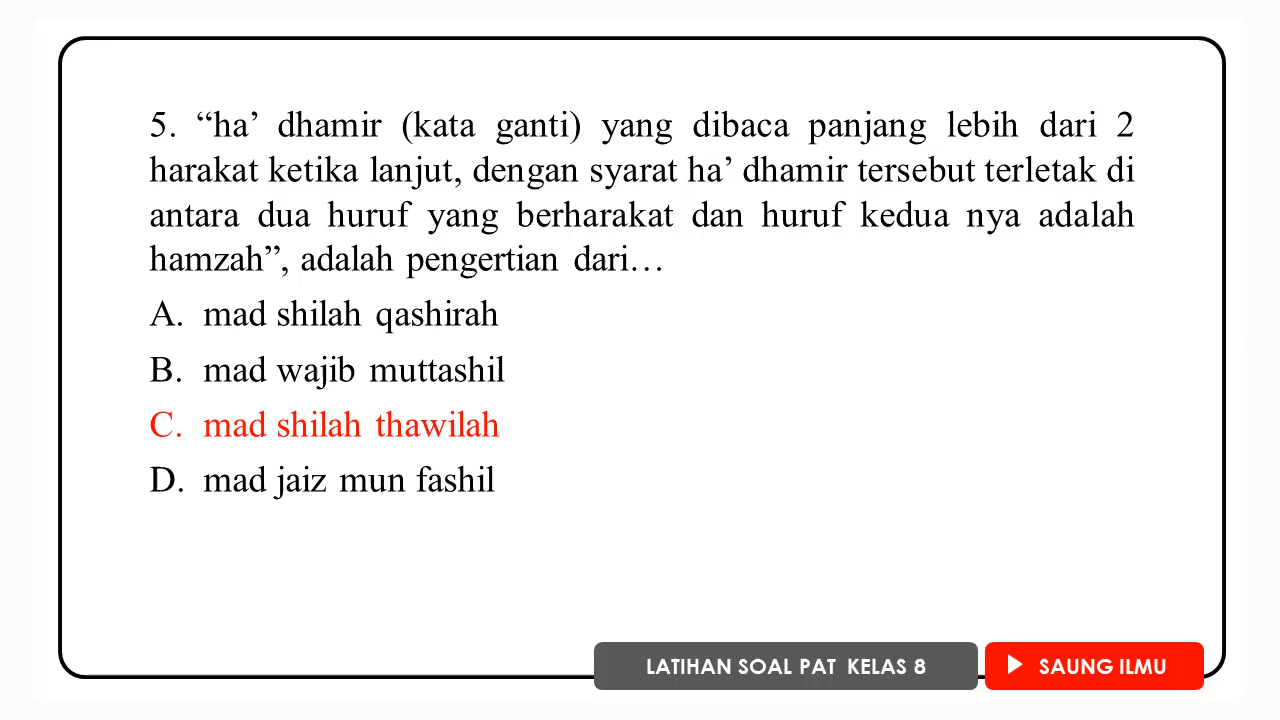 5. “ha’ dhamir (kata ganti) yang dibaca panjang lebih dari 2
harakat ketika lanjut, dengan syarat ha’ dhamir tersebut terletak di
antara dua huruf yang berharakat dan huruf kedua nya adalah
hamzah”, adalah pengertian dari…
A. mad shilah qashirah
B. mad wajib muttashil
C. mad shilah thawilah
D. mad jaiz mun fashil
LATIHAN SOAL PAT KELAS 8
SAUNG ILMU